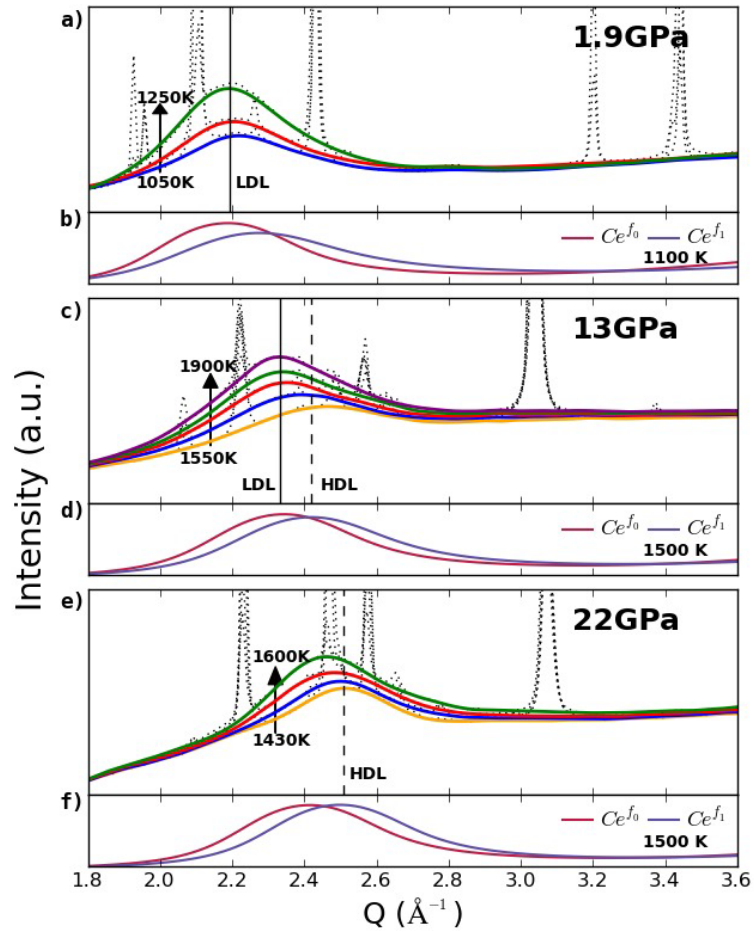 a)
1.9GPa
1250K
1050K
LDL
b)
Ce^{f_0}
Ce^{f_1}
1100 K
c)
13GPa
1900K
1550K
LDL
HDL
d)
Ce^{f_0}
Ce^{f_1}
1500 K
e)
22GPa
1600K
1430K
HDL
f)
Ce^{f_0}
Ce^{f_1}
1500 K
1.8 2.0 2.2 2.4 2.6 2.8 3.0 3.2 3.4 3.6
Q (Å⁻¹)
Intensity (a.u.)